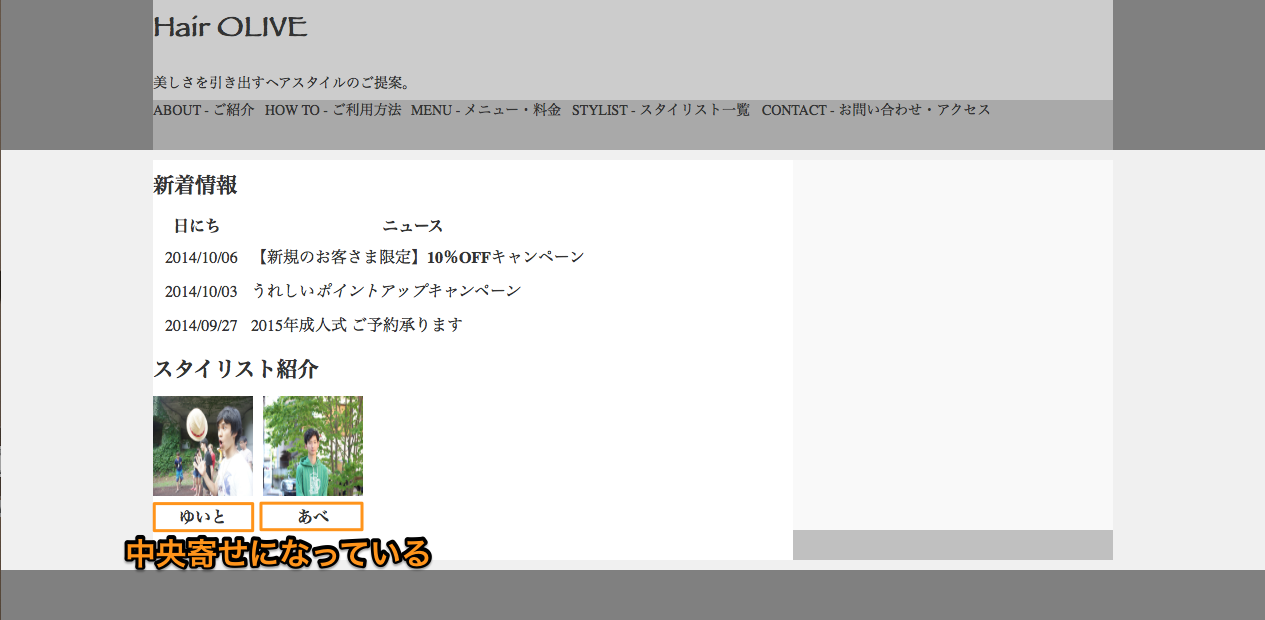 Hair OLIVE
美しさを引き出すヘアスタイルのご提案。
ABOUT - ご紹介 HOW TO - ご利用方法 MENU - メニュー・料金 STYLIST - スタイリスト一覧 CONTACT - お問い合わせ・アクセス
新着情報
日にち ニュース
2014/10/06 【新規のお客さま限定】10%OFFキャンペーン
2014/10/03 うれしいポイントアップキャンペーン
2014/09/27 2015年成人式 ご予約承ります
スタイリスト紹介
ゆいと あべ
中央寄せになっている